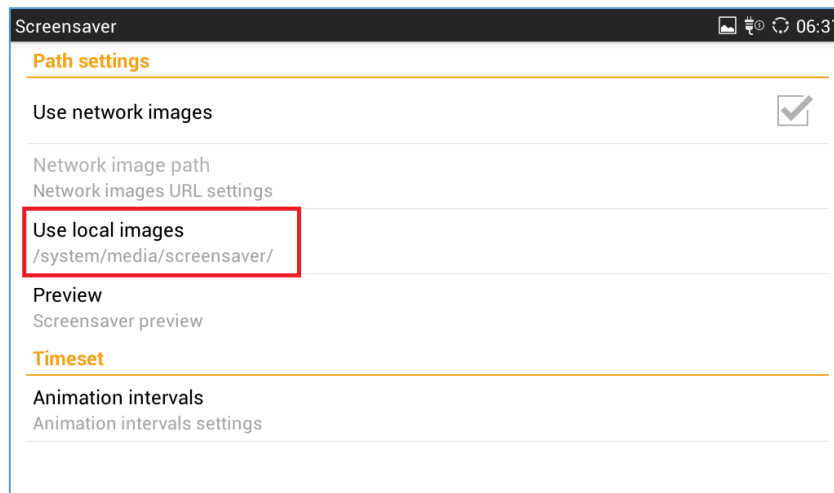 Screensaver 06:37
Path settings
Use network images
Network image path
Network images URL settings
Use local images
/system/media/screensaver/
Preview
Screensaver preview
Timeset
Animation intervals
Animation intervals settings